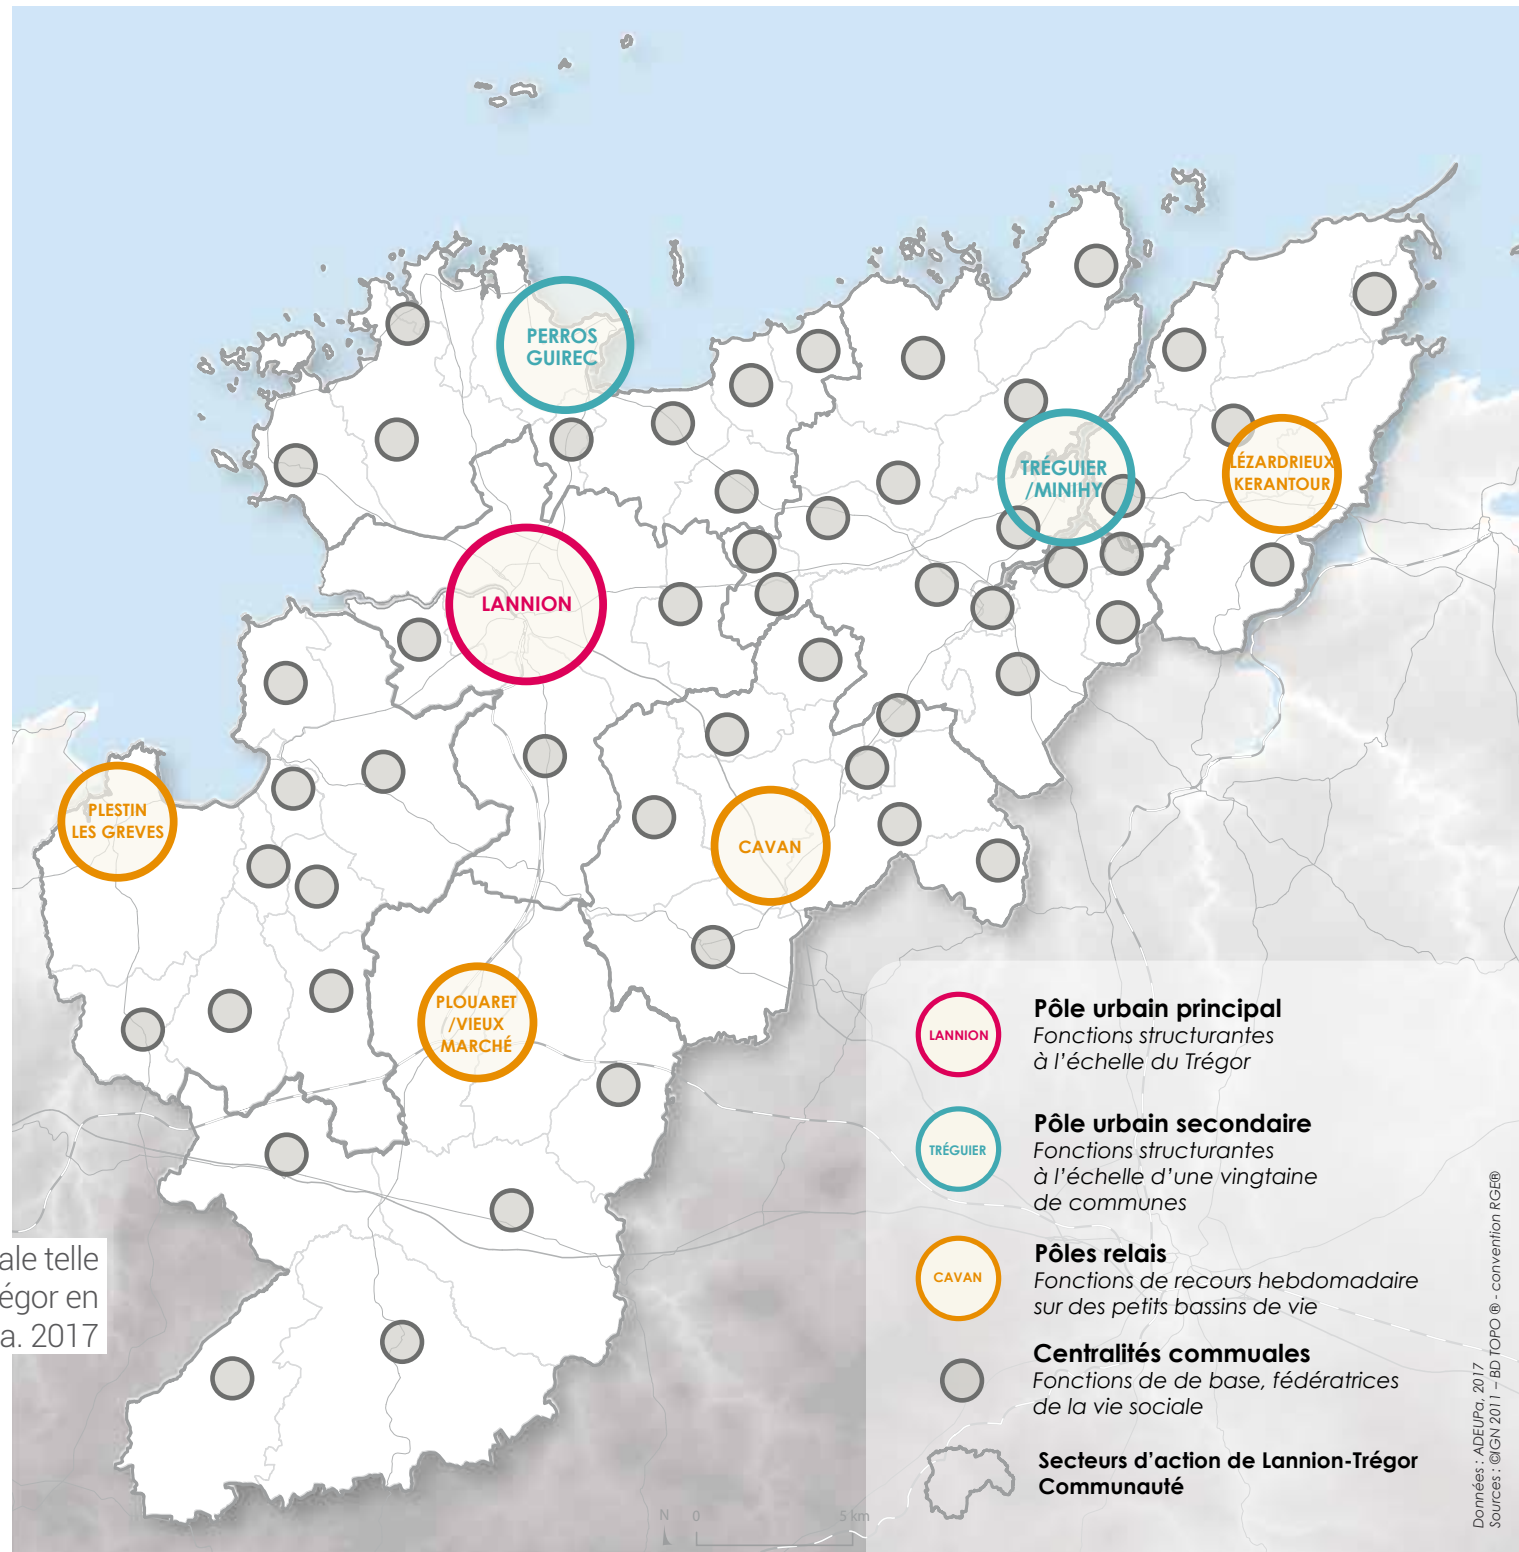 PERROS
GUIREC
TRÉGUIER
/MINIHY
LÉZARDRIEUX
KERANTOUR
LANNION
PLESTIN
LES GREVES
CAVAN
PLOUARET
/VIEUX
MARCHÉ
ale telle
égor en
a. 2017
LANNION
Pôle urbain principal
Fonctions structurantes
à l'échelle du Trégor
TRÉGUIER
Pôle urbain secondaire
Fonctions structurantes
à l'échelle d'une vingtaine
de communes
CAVAN
Pôles relais
Fonctions de recours hebdomadaire
sur des petits bassins de vie
Centralités commuales
Fonctions de de base, fédératrices
de la vie sociale
Secteurs d'action de Lannion-Trégor
Communauté
N 0 5 km
Données : ADEUPa, 2017
Sources : ©IGN 2011 – BD TOPO ® - convention RGE®